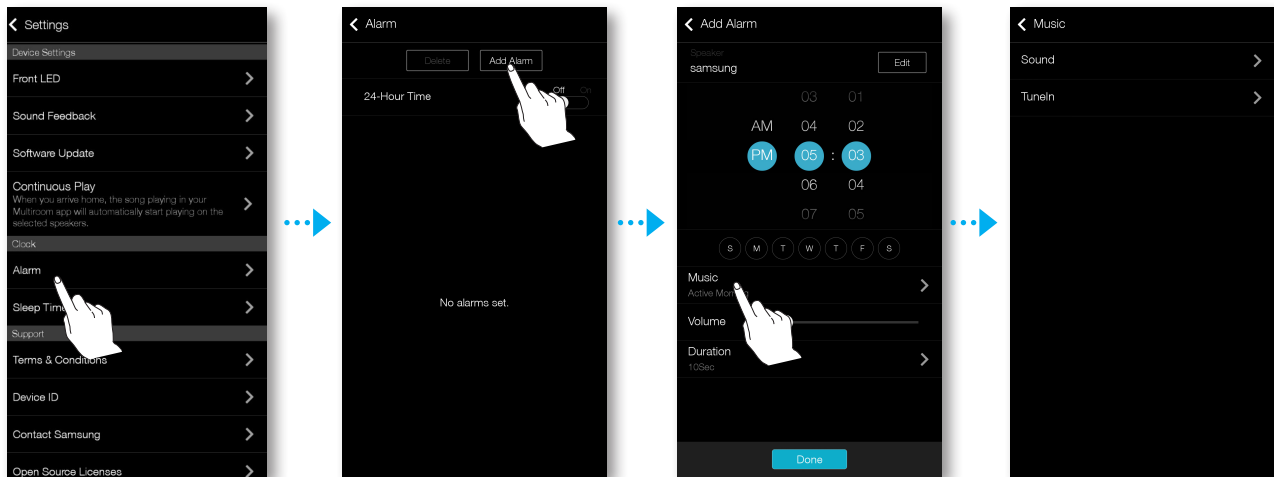 Settings
Device Settings
Front LED
Sound Feedback
Software Update
Continuous Play
When you arrive home, the song playing in your
Multiroom app will automatically start playing on the
selected speakers.
Clock
Alarm
Sleep Time
Support
Terms & Conditions
Device ID
Contact Samsung
Open Source Licenses
Alarm
Delete
Add Alarm
24-Hour Time
Off On
No alarms set.
Add Alarm
Speaker
samsung
Edit
03 01
AM 04 02
PM 05 : 03
06 04
07 05
S M T W T F S
Music
Active Morning
Volume
Duration
10Sec
Done
Music
Sound
TuneIn